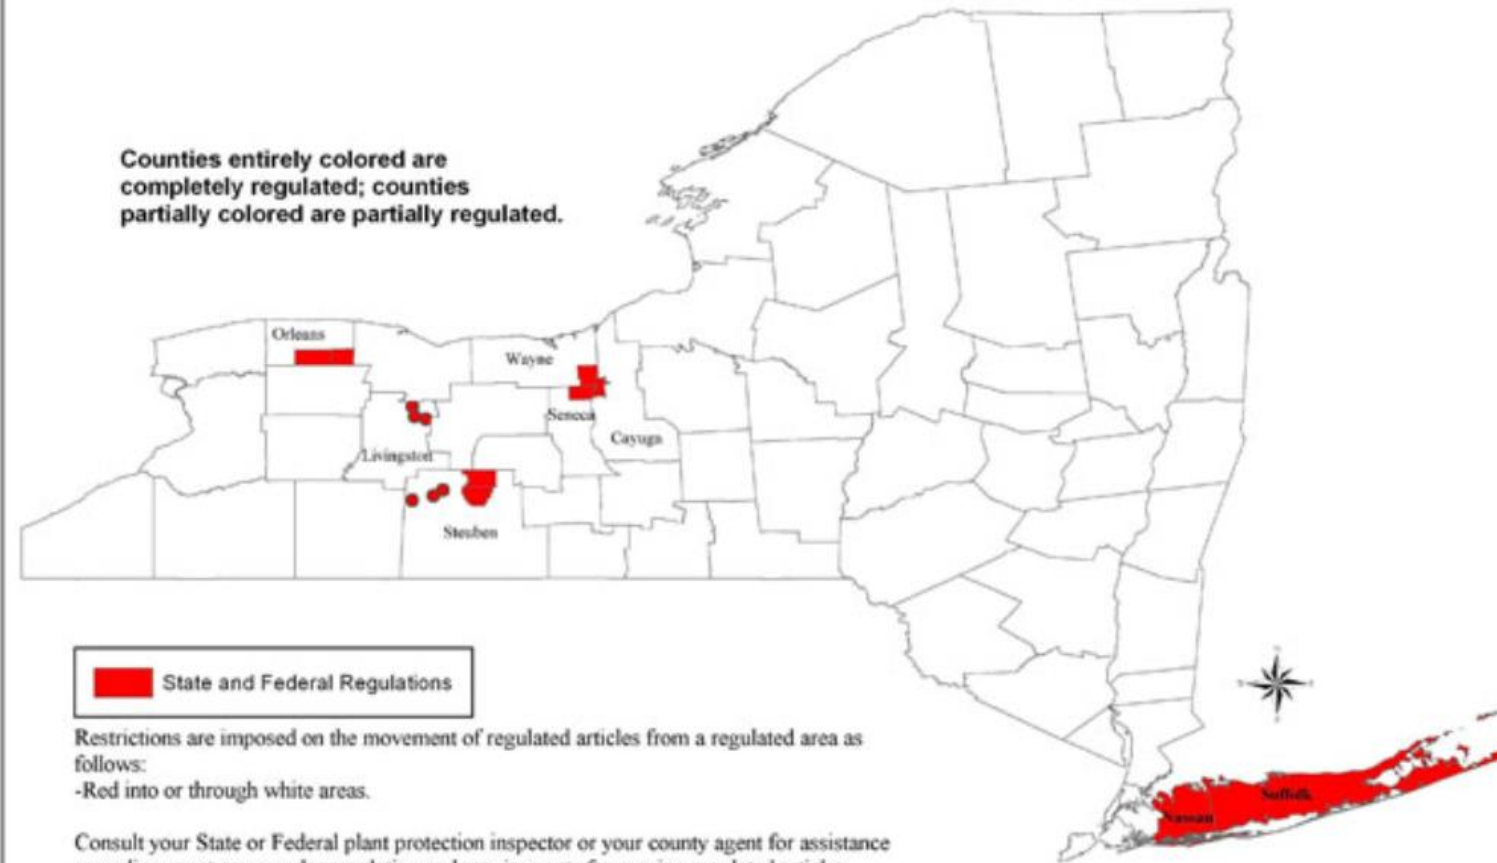 Counties entirely colored are
completely regulated; counties
partially colored are partially regulated.
Orleans
Wayne
Seneca
Cayuga
Livingston
Steuben
State and Federal Regulations
Restrictions are imposed on the movement of regulated articles from a regulated area as
follows:
-Red into or through white areas.
Suffolk
Nassau
Consult your State or Federal plant protection inspector or your county agent for assistance